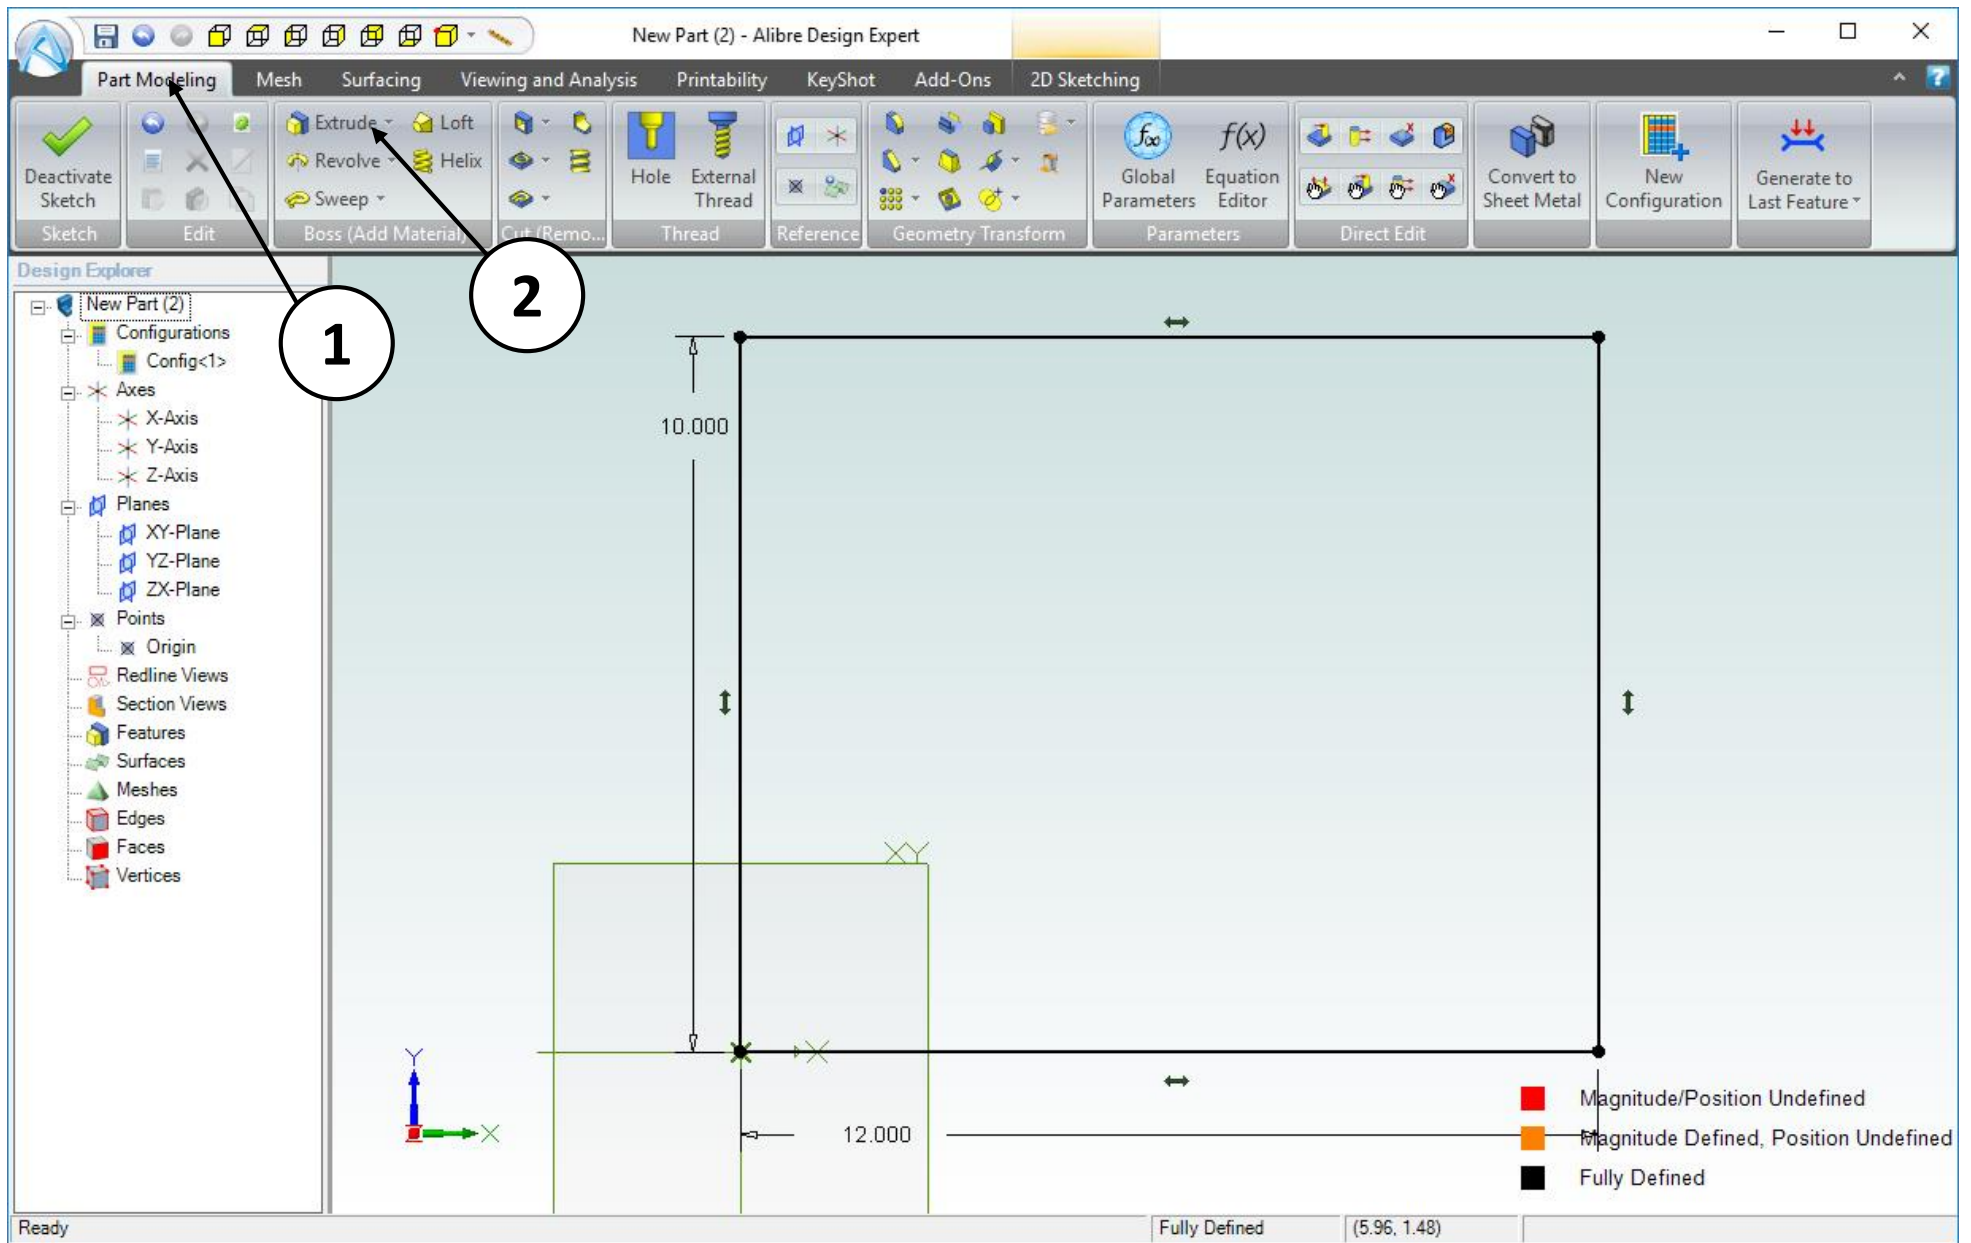 New Part (2) - Alibre Design Expert
Part Modeling Mesh Surfacing Viewing and Analysis Printability KeyShot Add-Ons 2D Sketching
Extrude Loft
Revolve Helix
Sweep
Deactivate
Sketch
Hole
External
Thread
Global
Parameters
Equation
Editor
f(x)
Convert to
Sheet Metal
New
Configuration
Generate to
Last Feature
Sketch Edit Boss (Add Material) Cut (Remo... Thread Reference Geometry Transform Parameters Direct Edit
Design Explorer
New Part (2)
Configurations
Config<1>
Axes
X-Axis
Y-Axis
Z-Axis
Planes
XY-Plane
YZ-Plane
ZX-Plane
Points
Origin
Redline Views
Section Views
Features
Surfaces
Meshes
Edges
Faces
Vertices
1
2
10.000
XY
X
Y
X
12.000
Magnitude/Position Undefined
Magnitude Defined, Position Undefined
Fully Defined
Ready Fully Defined (5.96, 1.48)